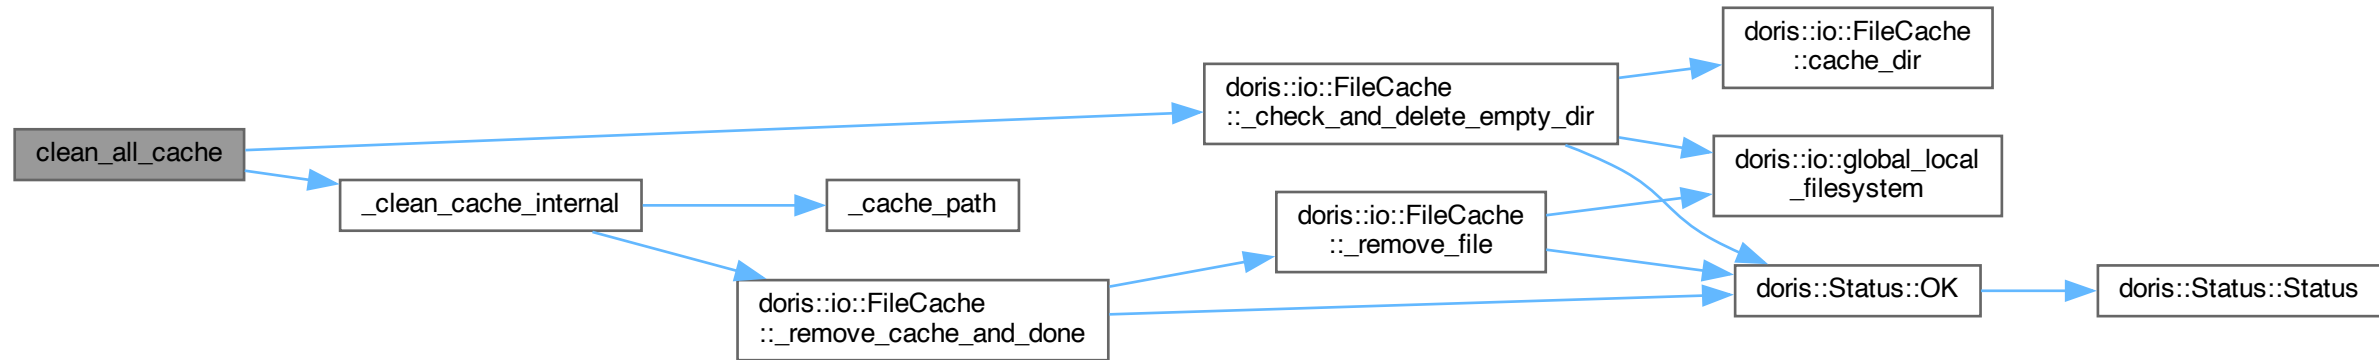 clean_all_cache
_clean_cache_internal
_cache_path
doris::io::FileCache
::_remove_cache_and_done
doris::io::FileCache
::_check_and_delete_empty_dir
doris::io::FileCache
::_remove_file
doris::io::FileCache
::cache_dir
doris::io::global_local
_filesystem
doris::Status::OK
doris::Status::Status